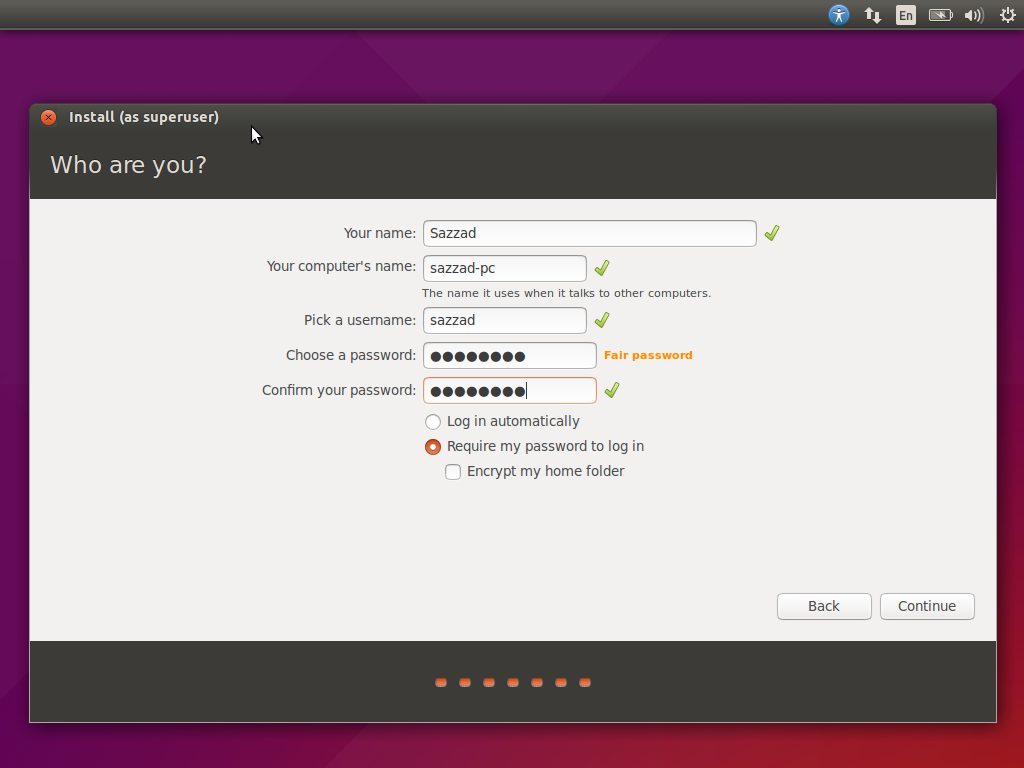 En
Install (as superuser)
Who are you?
Your name: Sazzad
Your computer's name: sazzad-pc
The name it uses when it talks to other computers.
Pick a username: sazzad
Choose a password: ●●●●●●●● Fair password
Confirm your password: ●●●●●●●●
Log in automatically
Require my password to log in
Encrypt my home folder
Back Continue